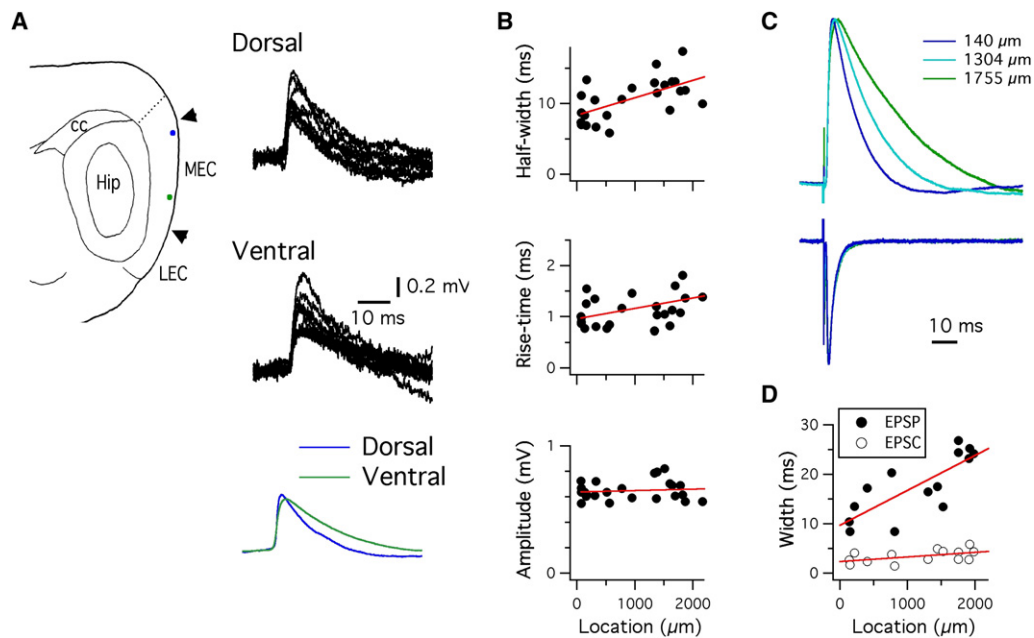 A
cc
Hip
MEC
LEC
Dorsal
Ventral
0.2 mV
10 ms
Dorsal
Ventral
B
Half-width (ms)
20
10
0
Rise-time (ms)
2
1
0
Amplitude (mV)
1
0
0
1000
2000
Location (µm)
C
140 µm
1304 µm
1755 µm
10 ms
D
EPSP
EPSC
Width (ms)
30
20
10
0
0
1000
2000
Location (µm)